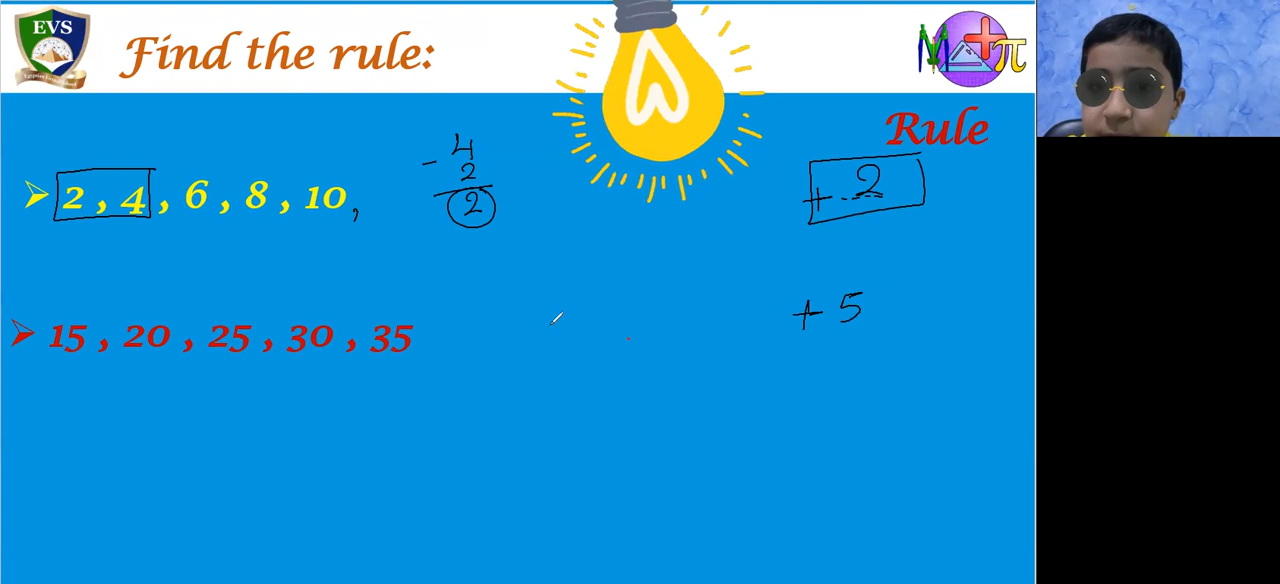 EVS
Find the rule:
M + π
Rule
2 , 4 , 6 , 8 , 10 ,
- 4
2
2
+ 2
15 , 20 , 25 , 30 , 35
+ 5